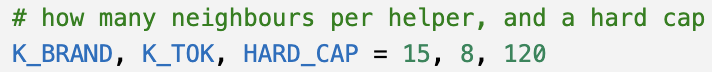 # how many neighbours per helper, and a hard cap
K_BRAND, K_TOK, HARD_CAP = 15, 8, 120